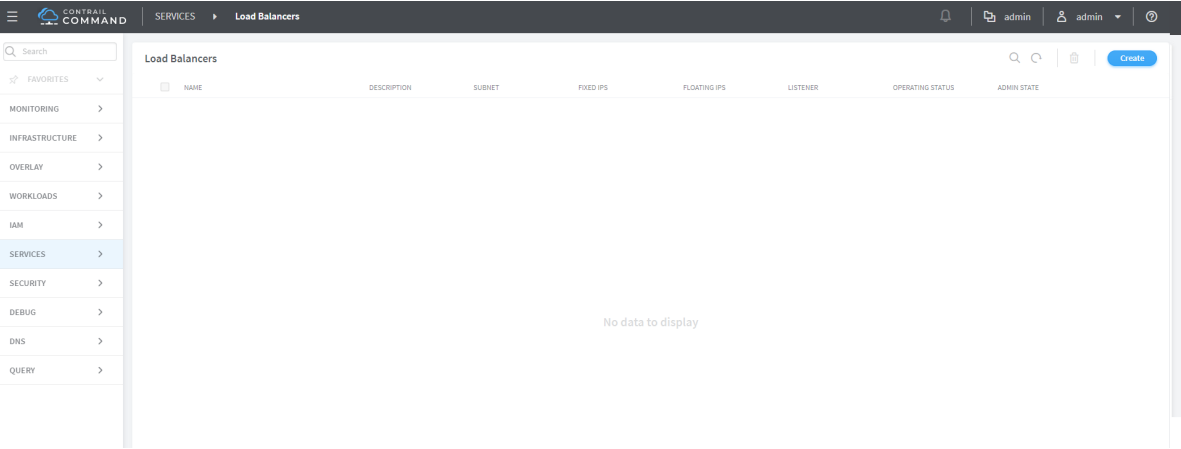 CONTRAIL
COMMAND
SERVICES
Load Balancers
admin
admin
Search
FAVORITES
MONITORING
INFRASTRUCTURE
OVERLAY
WORKLOADS
IAM
SERVICES
SECURITY
DEBUG
DNS
QUERY
Load Balancers
Create
NAME DESCRIPTION SUBNET FIXED IPS FLOATING IPS LISTENER OPERATING STATUS ADMIN STATE
No data to display